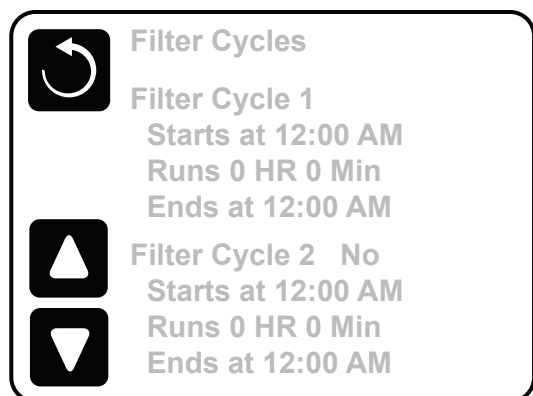 Filter Cycles
Filter Cycle 1
Starts at 12:00 AM
Runs 0 HR 0 Min
Ends at 12:00 AM
Filter Cycle 2 No
Starts at 12:00 AM
Runs 0 HR 0 Min
Ends at 12:00 AM